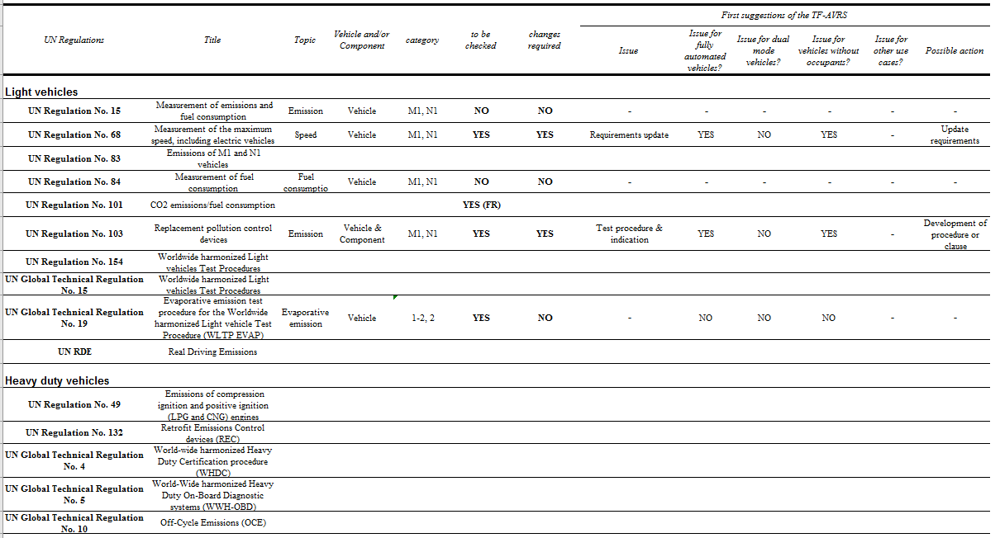 First suggestions of the TF-AVRS
UN Regulations Title Topic Vehicle and/or Component category to be checked changes required Issue Issue for fully automated vehicles? Issue for dual mode vehicles? Issue for vehicles without occupants? Issue for other use cases? Possible action
Light vehicles
UN Regulation No. 15 Measurement of emissions and fuel consumption Emission Vehicle M1, N1 NO NO - - - - - -
UN Regulation No. 68 Measurement of the maximum speed, including electric vehicles Speed Vehicle M1, N1 YES YES Requirements update YES NO YES - Update requirements
UN Regulation No. 83 Emissions of M1 and N1 vehicles
UN Regulation No. 84 Measurement of fuel consumption Fuel consumptio Vehicle M1, N1 NO NO - - - - - -
UN Regulation No. 101 CO2 emissions/fuel consumption YES (FR)
UN Regulation No. 103 Replacement pollution control devices Emission Vehicle & Component M1, N1 YES YES Test procedure & indication YES NO YES - Development of procedure or clause
UN Regulation No. 154 Worldwide harmonized Light vehicles Test Procedures
UN Global Technical Regulation No. 15 Worldwide harmonized Light vehicles Test Procedures
UN Global Technical Regulation No. 19 Evaporative emission test procedure for the Worldwide harmonized Light vehicle Test Procedure (WLTP EVAP) Evaporative emission Vehicle 1-2, 2 YES NO - NO NO NO - -
UN RDE Real Driving Emissions
Heavy duty vehicles
UN Regulation No. 49 Emissions of compression ignition and positive ignition (LPG and CNG) engines
UN Regulation No. 132 Retrofit Emissions Control devices (REC)
UN Global Technical Regulation No. 4 World-wide harmonized Heavy Duty Certification procedure (WHDC)
UN Global Technical Regulation No. 5 World-Wide harmonized Heavy Duty On-Board Diagnostic systems (WWH-OBD)
UN Global Technical Regulation No. 10 Off-Cycle Emissions (OCE)